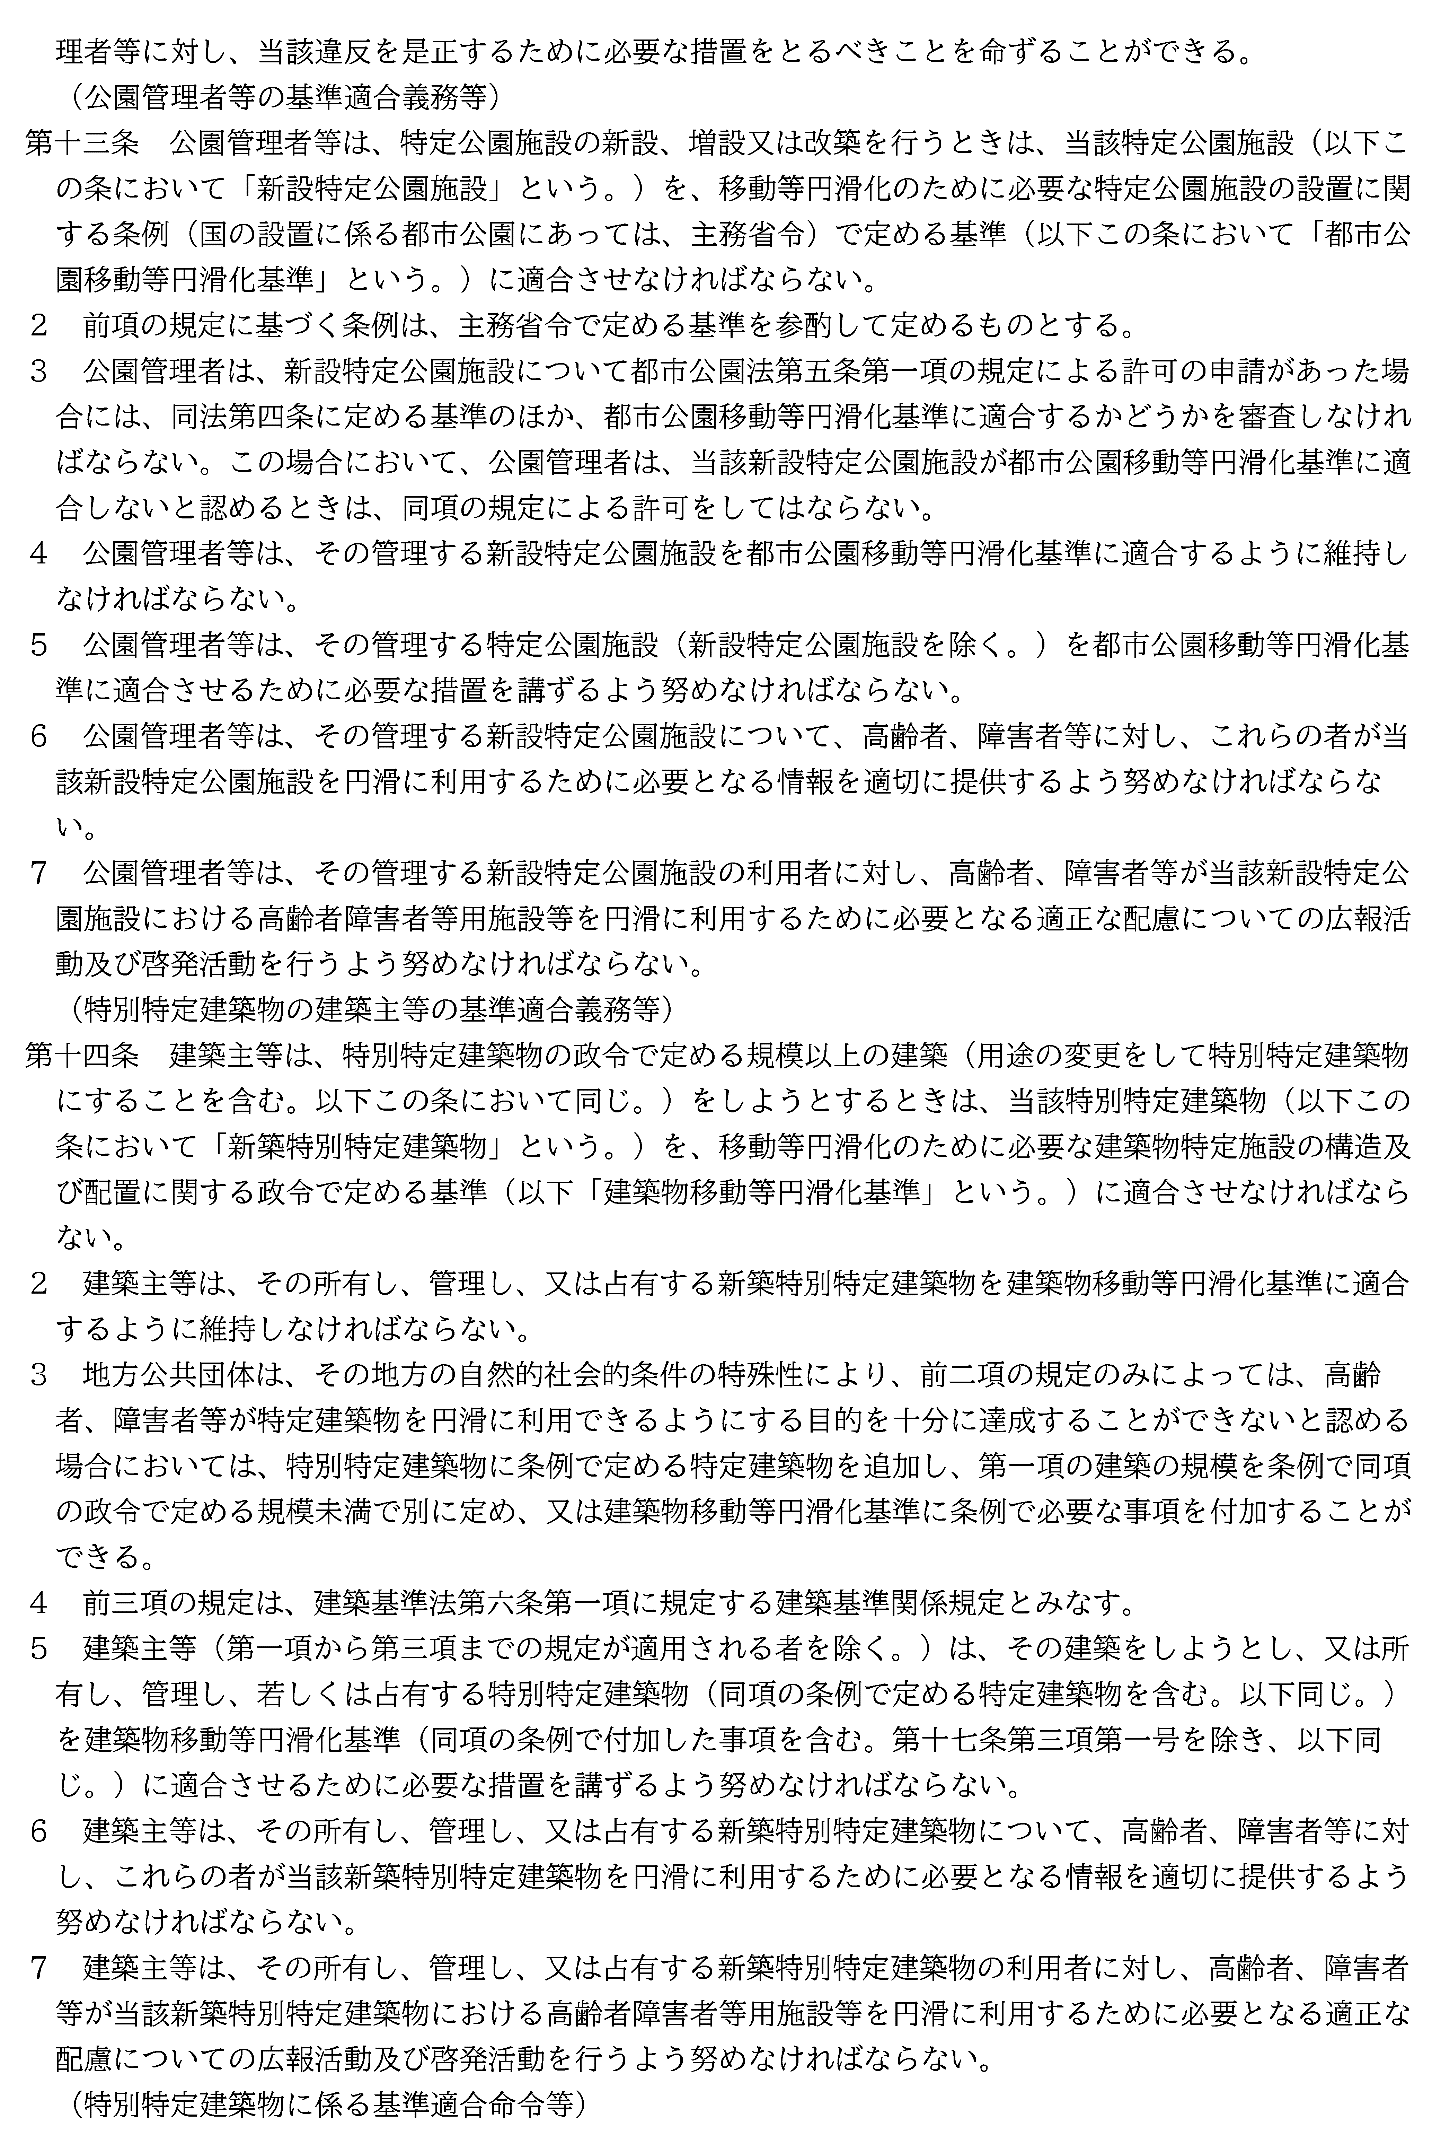 理者等に対し、当該違反を是正するために必要な措置をとるべきことを命ずることができる。
（公園管理者等の基準適合義務等）
第十三条　公園管理者等は、特定公園施設の新設、増設又は改築を行うときは、当該特定公園施設（以下こ
の条において「新設特定公園施設」という。）を、移動等円滑化のために必要な特定公園施設の設置に関
する条例（国の設置に係る都市公園にあっては、主務省令）で定める基準（以下この条において「都市公
園移動等円滑化基準」という。）に適合させなければならない。
２　前項の規定に基づく条例は、主務省令で定める基準を参酌して定めるものとする。
３　公園管理者は、新設特定公園施設について都市公園法第五条第一項の規定による許可の申請があった場
合には、同法第四条に定める基準のほか、都市公園移動等円滑化基準に適合するかどうかを審査しなけれ
ばならない。この場合において、公園管理者は、当該新設特定公園施設が都市公園移動等円滑化基準に適
合しないと認めるときは、同項の規定による許可をしてはならない。
４　公園管理者等は、その管理する新設特定公園施設を都市公園移動等円滑化基準に適合するように維持し
なければならない。
５　公園管理者等は、その管理する特定公園施設（新設特定公園施設を除く。）を都市公園移動等円滑化基
準に適合させるために必要な措置を講ずるよう努めなければならない。
６　公園管理者等は、その管理する新設特定公園施設について、高齢者、障害者等に対し、これらの者が当
該新設特定公園施設を円滑に利用するために必要となる情報を適切に提供するよう努めなければならな
い。
７　公園管理者等は、その管理する新設特定公園施設の利用者に対し、高齢者、障害者等が当該新設特定公
園施設における高齢者障害者等用施設等を円滑に利用するために必要となる適正な配慮についての広報活
動及び啓発活動を行うよう努めなければならない。
（特別特定建築物の建築主等の基準適合義務等）
第十四条　建築主等は、特別特定建築物の政令で定める規模以上の建築（用途の変更をして特別特定建築物
にすることを含む。以下この条において同じ。）をしようとするときは、当該特別特定建築物（以下この
条において「新築特別特定建築物」という。）を、移動等円滑化のために必要な建築物特定施設の構造及
び配置に関する政令で定める基準（以下「建築物移動等円滑化基準」という。）に適合させなければなら
ない。
２　建築主等は、その所有し、管理し、又は占有する新築特別特定建築物を建築物移動等円滑化基準に適合
するように維持しなければならない。
３　地方公共団体は、その地方の自然的社会的条件の特殊性により、前二項の規定のみによっては、高齢
者、障害者等が特定建築物を円滑に利用できるようにする目的を十分に達成することができないと認める
場合においては、特別特定建築物に条例で定める特定建築物を追加し、第一項の建築の規模を条例で同項
の政令で定める規模未満で別に定め、又は建築物移動等円滑化基準に条例で必要な事項を付加することが
できる。
４　前三項の規定は、建築基準法第六条第一項に規定する建築基準関係規定とみなす。
５　建築主等（第一項から第三項までの規定が適用される者を除く。）は、その建築をしようとし、又は所
有し、管理し、若しくは占有する特別特定建築物（同項の条例で定める特定建築物を含む。以下同じ。）
を建築物移動等円滑化基準（同項の条例で付加した事項を含む。第十七条第三項第一号を除き、以下同
じ。）に適合させるために必要な措置を講ずるよう努めなければならない。
６　建築主等は、その所有し、管理し、又は占有する新築特別特定建築物について、高齢者、障害者等に対
し、これらの者が当該新築特別特定建築物を円滑に利用するために必要となる情報を適切に提供するよう
努めなければならない。
７　建築主等は、その所有し、管理し、又は占有する新築特別特定建築物の利用者に対し、高齢者、障害者
等が当該新築特別特定建築物における高齢者障害者等用施設等を円滑に利用するために必要となる適正な
配慮についての広報活動及び啓発活動を行うよう努めなければならない。
（特別特定建築物に係る基準適合命令等）